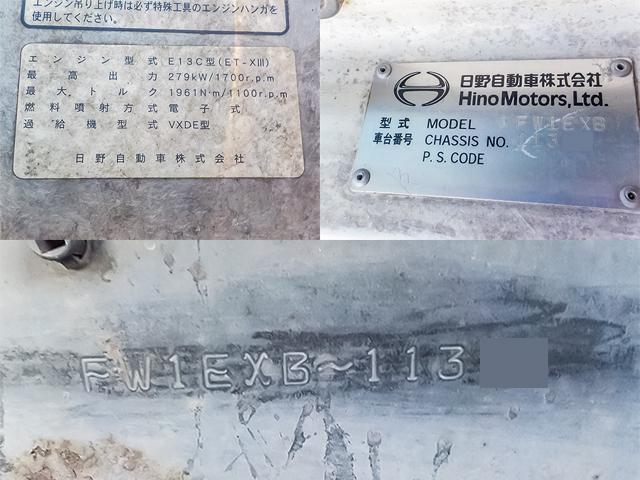 エンジン吊り上げ時は必ず特殊工具のエンジンハンガを
使用してください。
エンジン型式 E13C型(ET-XIII)
最高出力 279kW/1700r.p.m
最大トルク 1961N·m/1100r.p.m
燃料噴射方式 電子式
過給機型式 VXDE型
日野自動車株式会社
日野自動車株式会社
Hino Motors, Ltd.
型式 MODEL FW1EXB
車台番号 CHASSIS NO. 113
P.S.CODE
FW1EXB~113